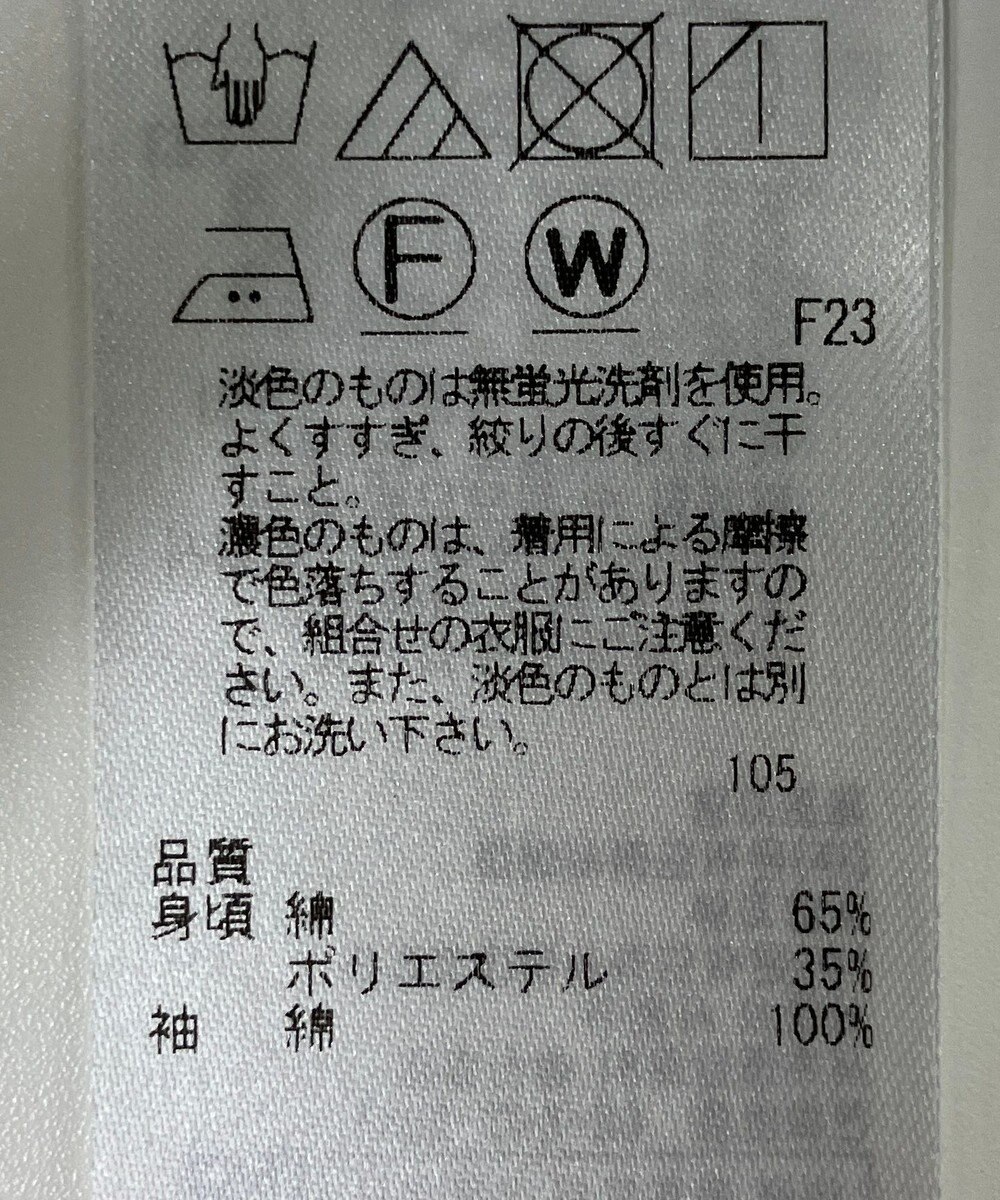 F
W
F23
淡色のものは無蛍光洗剤を使用。
よくすすぎ、絞りの後すぐに干
すこと。
濃色のものは、着用による摩擦
で色落ちすることがありますの
で、組合せの衣服にご注意くだ
さい。また、淡色のものとは別
にお洗い下さい。
105
品質
身頃 綿 65%
ポリエステル 35%
袖 綿 100%